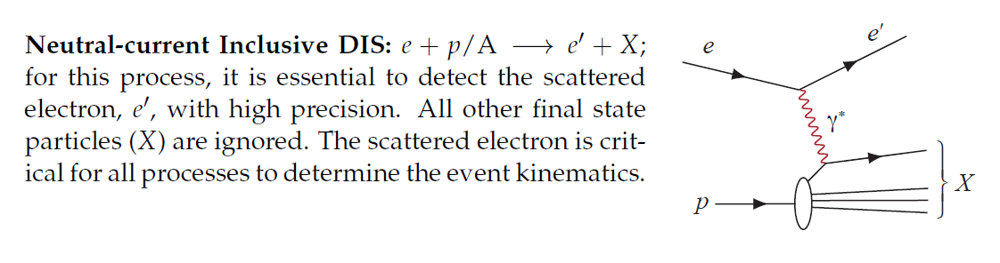 Neutral-current Inclusive DIS: e + p/A ⟶ e′ + X;
for this process, it is essential to detect the scattered
electron, e′, with high precision. All other final state
particles (X) are ignored. The scattered electron is crit-
ical for all processes to determine the event kinematics.
e
e′
γ*
X
p